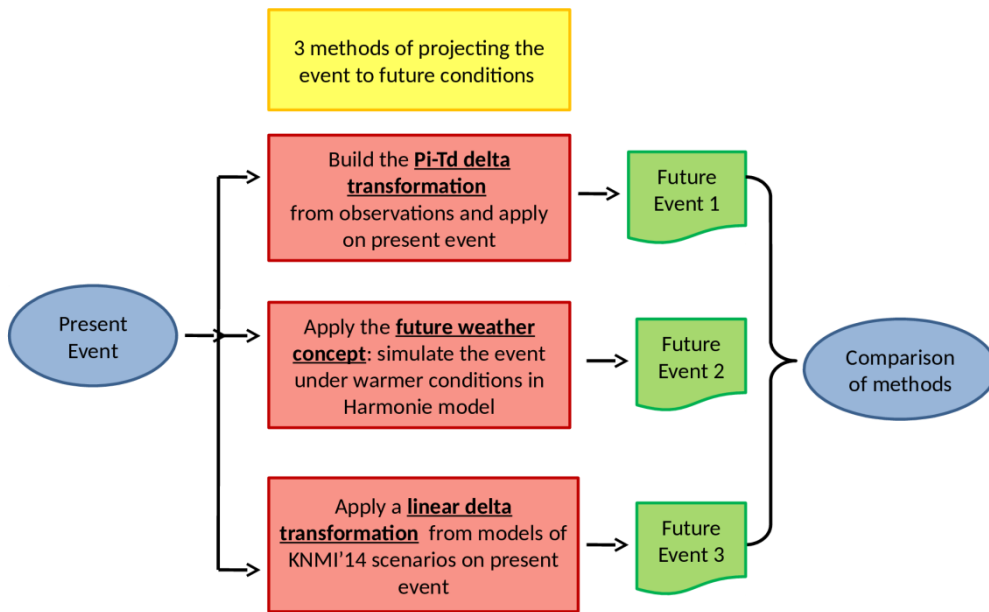 3 methods of projecting the
event to future conditions
Build the Pi-Td delta
transformation
from observations and apply
on present event
Future
Event 1
Present
Event
Apply the future weather
concept: simulate the event
under warmer conditions in
Harmonie model
Future
Event 2
Comparison
of methods
Apply a linear delta
transformation from models of
KNMI’14 scenarios on present
event
Future
Event 3